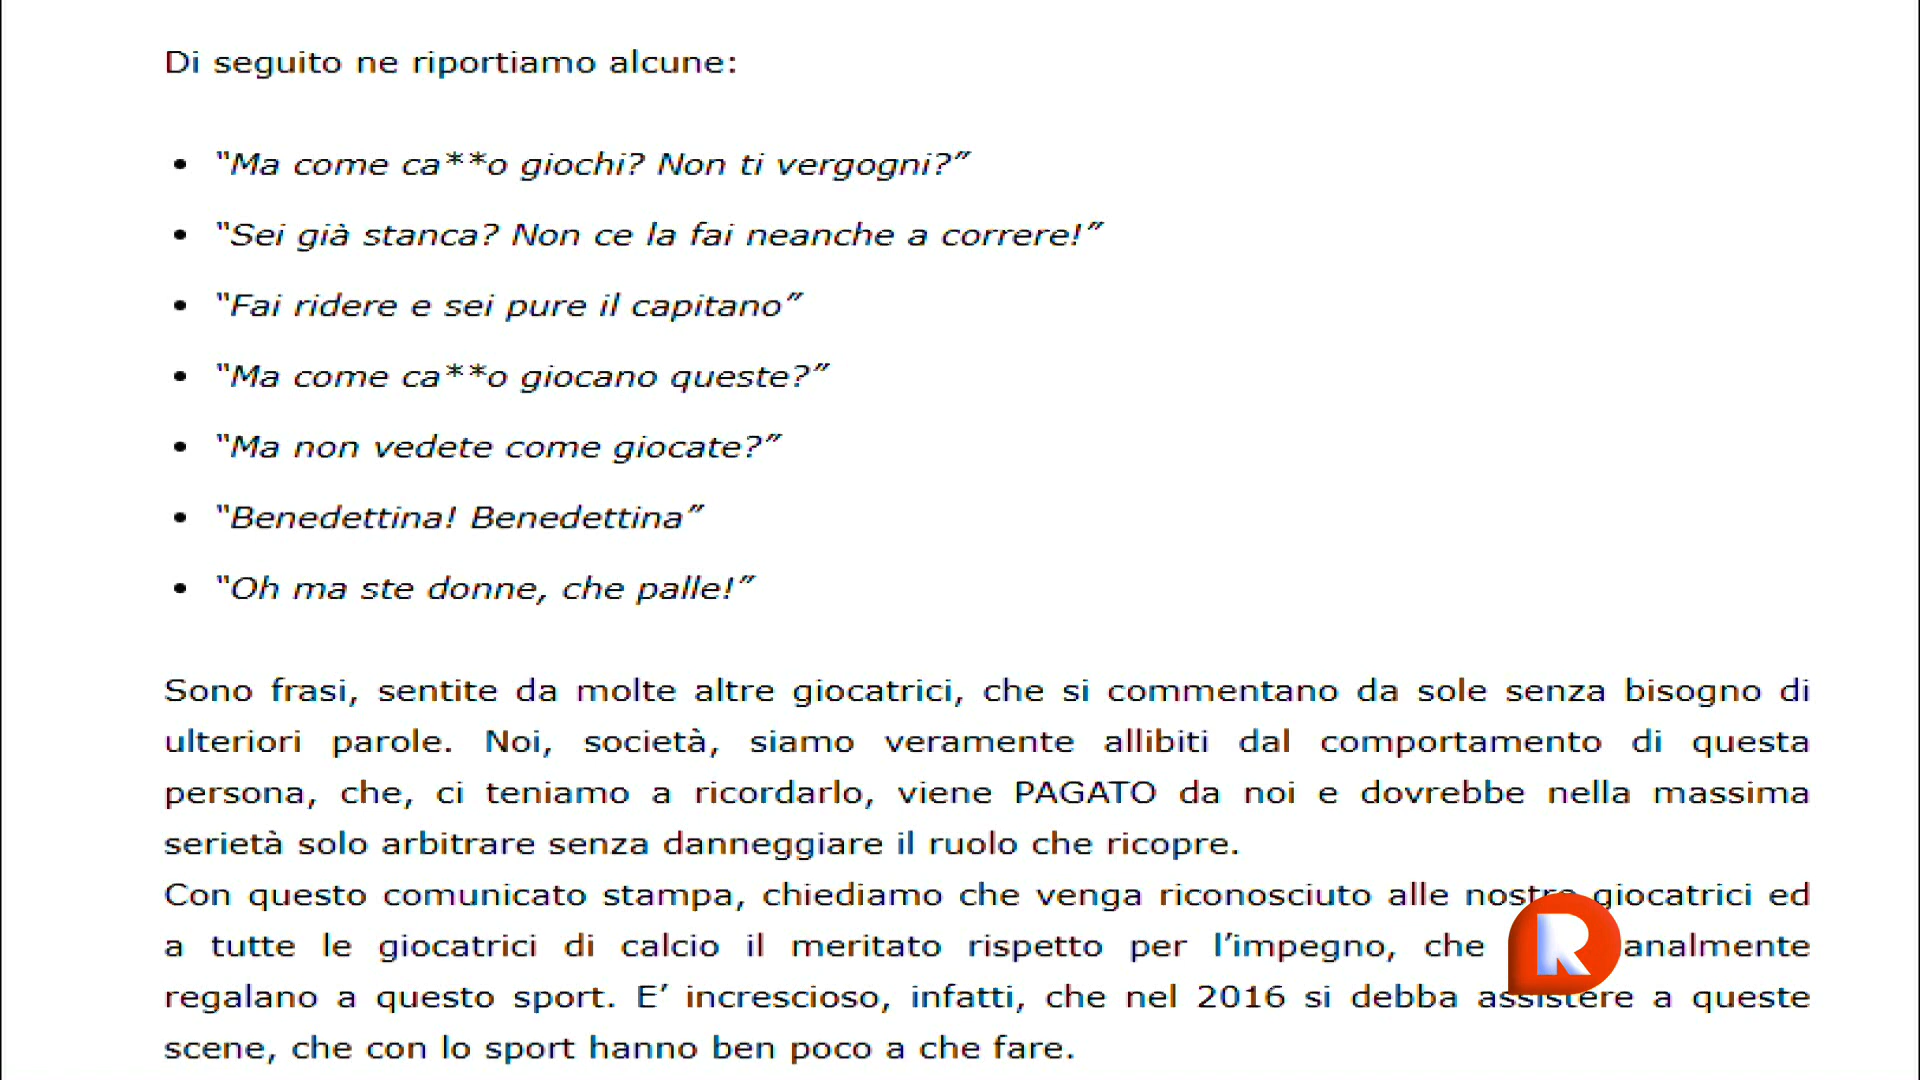 Di seguito ne riportiamo alcune:
• “Ma come ca**o giochi? Non ti vergogni?”
• “Sei già stanca? Non ce la fai neanche a correre!”
• “Fai ridere e sei pure il capitano”
• “Ma come ca**o giocano queste?”
• “Ma non vedete come giocate?”
• “Benedettina! Benedettina”
• “Oh ma ste donne, che palle!”
Sono frasi, sentite da molte altre giocatrici, che si commentano da sole senza bisogno di
ulteriori parole. Noi, società, siamo veramente allibiti dal comportamento di questa
persona, che, ci teniamo a ricordarlo, viene PAGATO da noi e dovrebbe nella massima
serietà solo arbitrare senza danneggiare il ruolo che ricopre.
Con questo comunicato stampa, chiediamo che venga riconosciuto alle nostre giocatrici ed
a tutte le giocatrici di calcio il meritato rispetto per l’impegno, che analmente
regalano a questo sport. E’ increscioso, infatti, che nel 2016 si debba assistere a queste
scene, che con lo sport hanno ben poco a che fare.
R